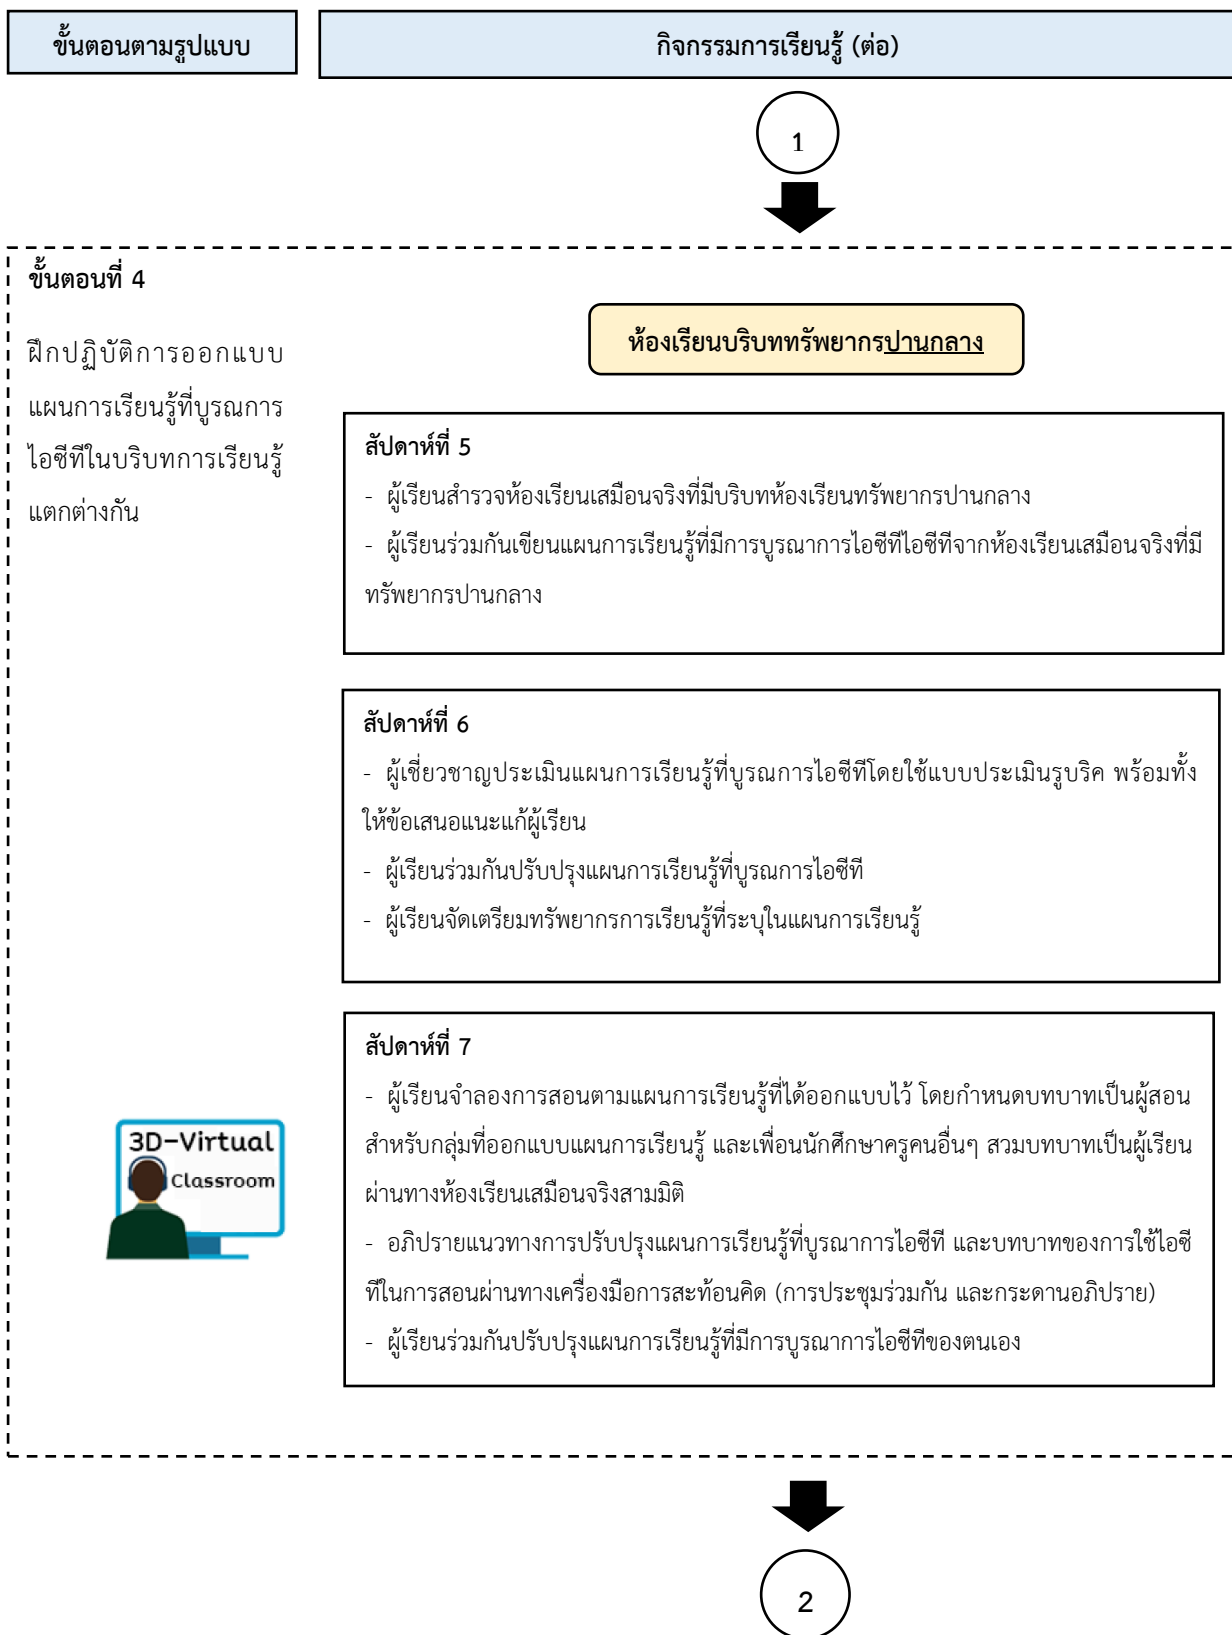 ขั้นตอนตามรูปแบบ
กิจกรรมการเรียนรู้ (ต่อ)
1
ขั้นตอนที่ 4
ฝึกปฏิบัติการออกแบบ
แผนการเรียนรู้ที่บูรณการ
ไอซีทีในบริบทการเรียนรู้
แตกต่างกัน
ห้องเรียนบริบททรัพยากรปานกลาง
สัปดาห์ที่ 5
- ผู้เรียนสำรวจห้องเรียนเสมือนจริงที่มีบริบทห้องเรียนทรัพยากรปานกลาง
- ผู้เรียนร่วมกันเขียนแผนการเรียนรู้ที่มีการบูรณาการไอซีทีไอซีทีจากห้องเรียนเสมือนจริงที่มี
ทรัพยากรปานกลาง
สัปดาห์ที่ 6
- ผู้เชี่ยวชาญประเมินแผนการเรียนรู้ที่บูรณการไอซีทีโดยใช้แบบประเมินรูบริค พร้อมทั้ง
ให้ข้อเสนอแนะแก้ผู้เรียน
- ผู้เรียนร่วมกันปรับปรุงแผนการเรียนรู้ที่บูรณการไอซีที
- ผู้เรียนจัดเตรียมทรัพยากรการเรียนรู้ที่ระบุในแผนการเรียนรู้
สัปดาห์ที่ 7
- ผู้เรียนจำลองการสอนตามแผนการเรียนรู้ที่ได้ออกแบบไว้ โดยกำหนดบทบาทเป็นผู้สอน
สำหรับกลุ่มที่ออกแบบแผนการเรียนรู้ และเพื่อนนักศึกษาครูคนอื่นๆ สวมบทบาทเป็นผู้เรียน
ผ่านทางห้องเรียนเสมือนจริงสามมิติ
- อภิปรายแนวทางการปรับปรุงแผนการเรียนรู้ที่บูรณาการไอซีที และบทบาทของการใช้ไอซี
ทีในการสอนผ่านทางเครื่องมือการสะท้อนคิด (การประชุมร่วมกัน และกระดานอภิปราย)
- ผู้เรียนร่วมกันปรับปรุงแผนการเรียนรู้ที่มีการบูรณาการไอซีทีของตนเอง
3D-Virtual
Classroom
2